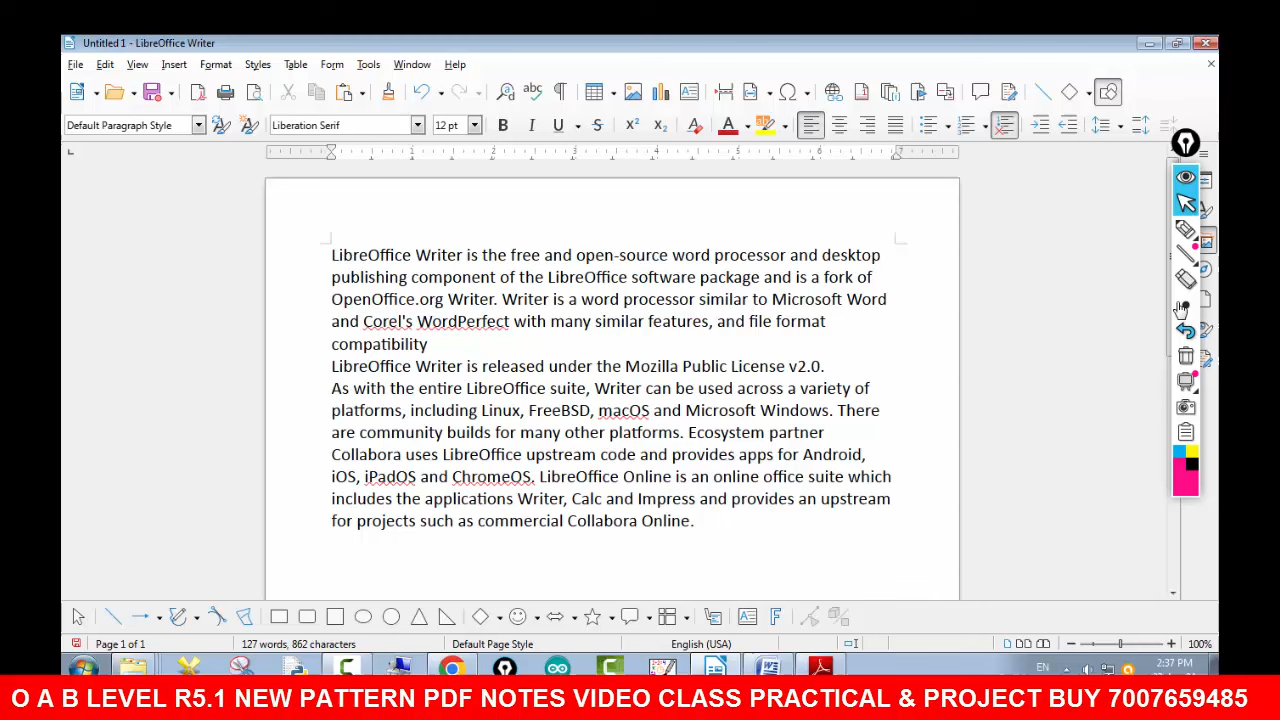 Untitled 1 - LibreOffice Writer
File Edit View Insert Format Styles Table Form Tools Window Help
Default Paragraph Style Liberation Serif 12 pt
1 2 3 4 5 6 7
LibreOffice Writer is the free and open-source word processor and desktop
publishing component of the LibreOffice software package and is a fork of
OpenOffice.org Writer. Writer is a word processor similar to Microsoft Word
and Corel's WordPerfect with many similar features, and file format
compatibility
LibreOffice Writer is released under the Mozilla Public License v2.0.
As with the entire LibreOffice suite, Writer can be used across a variety of
platforms, including Linux, FreeBSD, macOS and Microsoft Windows. There
are community builds for many other platforms. Ecosystem partner
Collabora uses LibreOffice upstream code and provides apps for Android,
iOS, iPadOS and ChromeOS. LibreOffice Online is an online office suite which
includes the applications Writer, Calc and Impress and provides an upstream
for projects such as commercial Collabora Online.
Page 1 of 1 127 words, 862 characters Default Page Style English (USA) 100%
EN 2:37 PM
O A B LEVEL R5.1 NEW PATTERN PDF NOTES VIDEO CLASS PRACTICAL & PROJECT BUY 7007659485